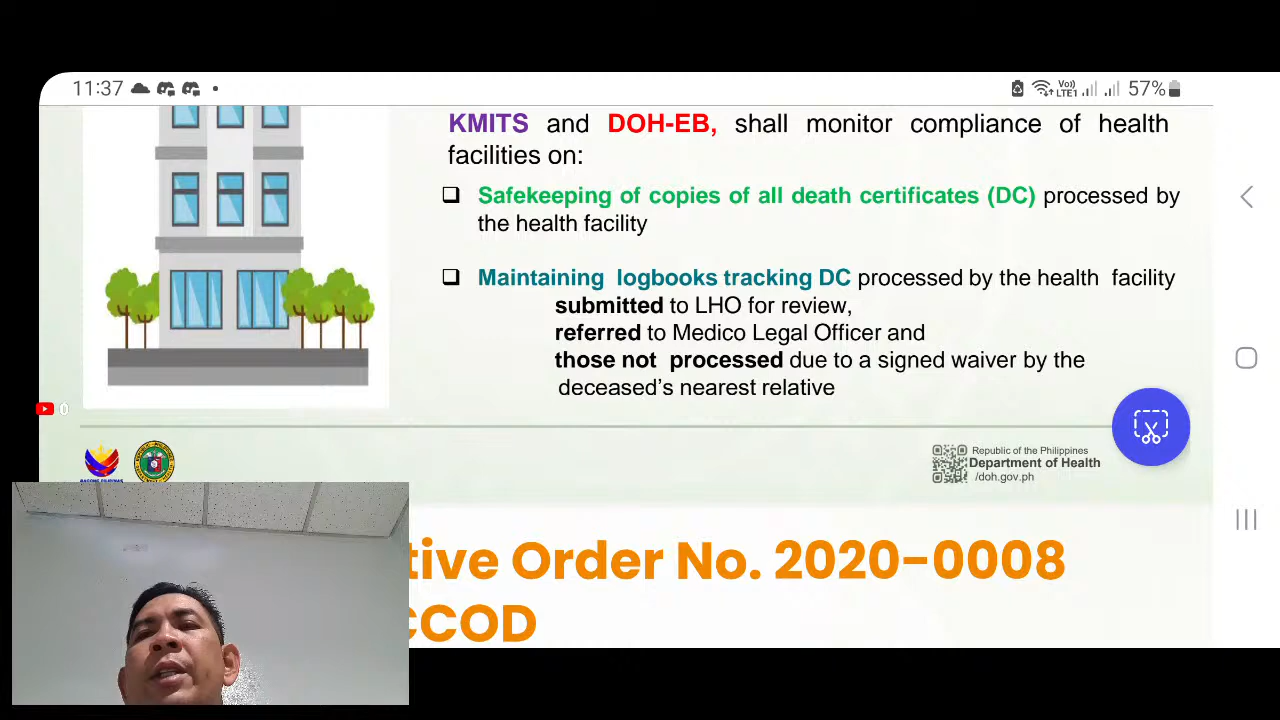 11:37
VoD
LTE1
57%
KMITS and DOH-EB, shall monitor compliance of health
facilities on:
Safekeeping of copies of all death certificates (DC) processed by
the health facility
Maintaining logbooks tracking DC processed by the health facility
submitted to LHO for review,
referred to Medico Legal Officer and
those not processed due to a signed waiver by the
deceased's nearest relative
0
Republic of the Philippines
Department of Health
/doh.gov.ph
tive Order No. 2020-0008
CCOD